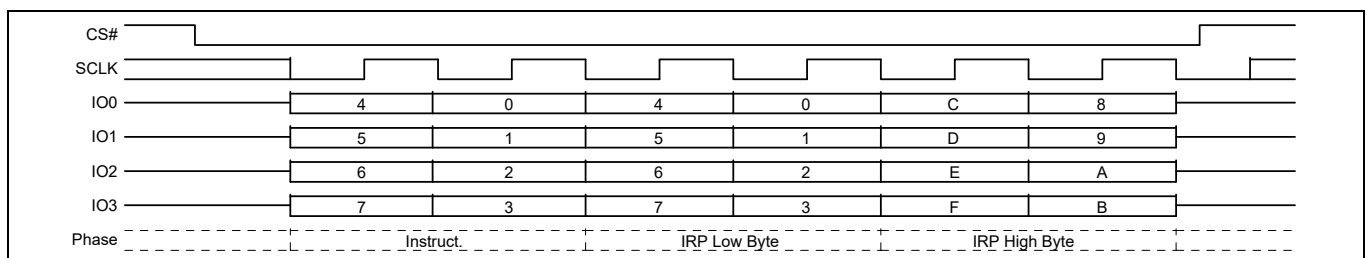 CS#
SCLK
IO0 4 0 4 0 C 8
IO1 5 1 5 1 D 9
IO2 6 2 6 2 E A
IO3 7 3 7 3 F B
Phase Instruct. IRP Low Byte IRP High Byte